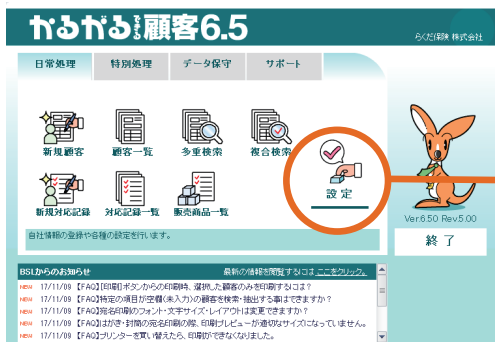 かるがるできる顧客6.5
らくだ保険 株式会社
日常処理 特別処理 データ保守 サポート
新規顧客 顧客一覧 多重検索 複合検索
設定
新規対応記録 対応記録一覧 販売商品一覧
Ver.6.50 Rev5.00
自社情報の登録や各種の設定を行います。
終了
BSLからのお知らせ 最新の情報を閲覧するにはここをクリック。
NEW 17/11/09 【FAQ】[印刷]ボタンからの印刷時、選択した顧客のみを印刷するには？
NEW 17/11/09 【FAQ】特定の項目が空欄(未入力)の顧客を検索・抽出する事はできますか？
NEW 17/11/09 【FAQ】宛名印刷のフォント・文字サイズ・レイアウトは変更できますか？
NEW 17/11/09 【FAQ】はがき・封筒の宛名印刷の際、印刷プレビューが適切なサイズになっていません。
NEW 17/11/09 【FAQ】プリンターを買い替えたら、印刷ができなくなりました。